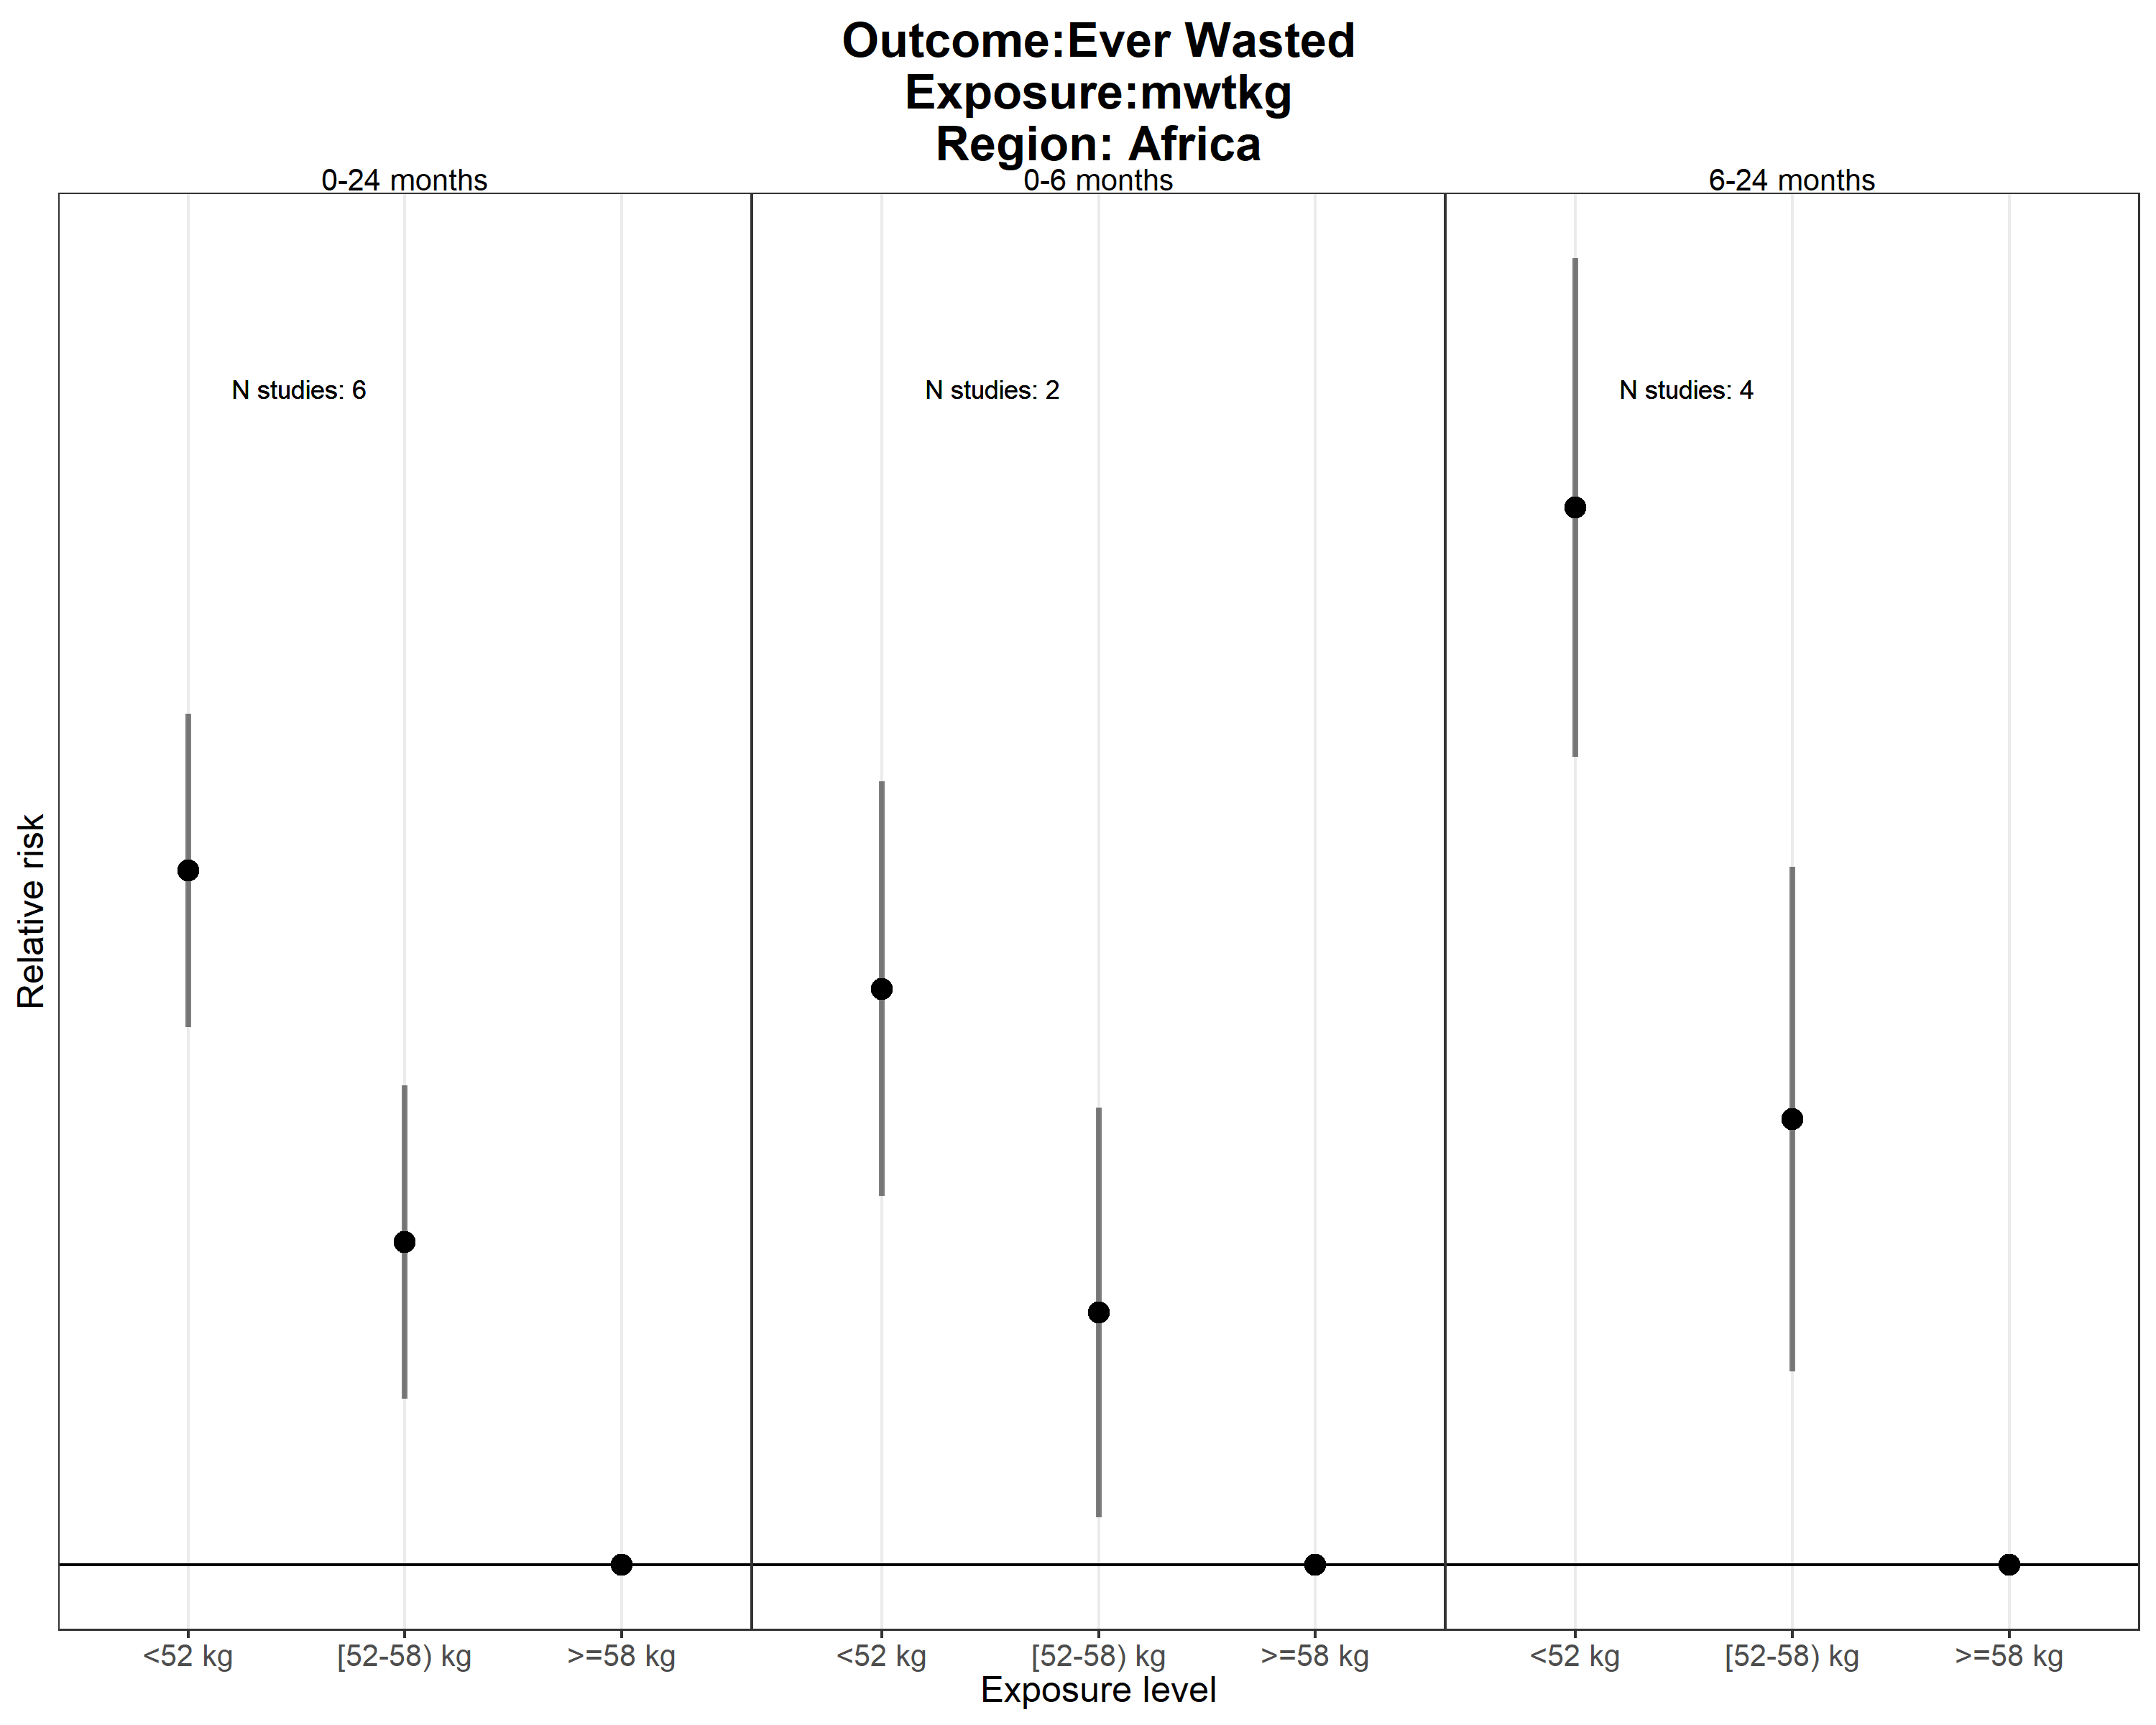 Outcome:Ever Wasted
Exposure:mwtkg
Region: Africa
0-24 months
0-6 months
6-24 months
N studies: 6
N studies: 2
N studies: 4
Relative risk
<52 kg
[52-58) kg
>=58 kg
<52 kg
[52-58) kg
>=58 kg
<52 kg
[52-58) kg
>=58 kg
Exposure level